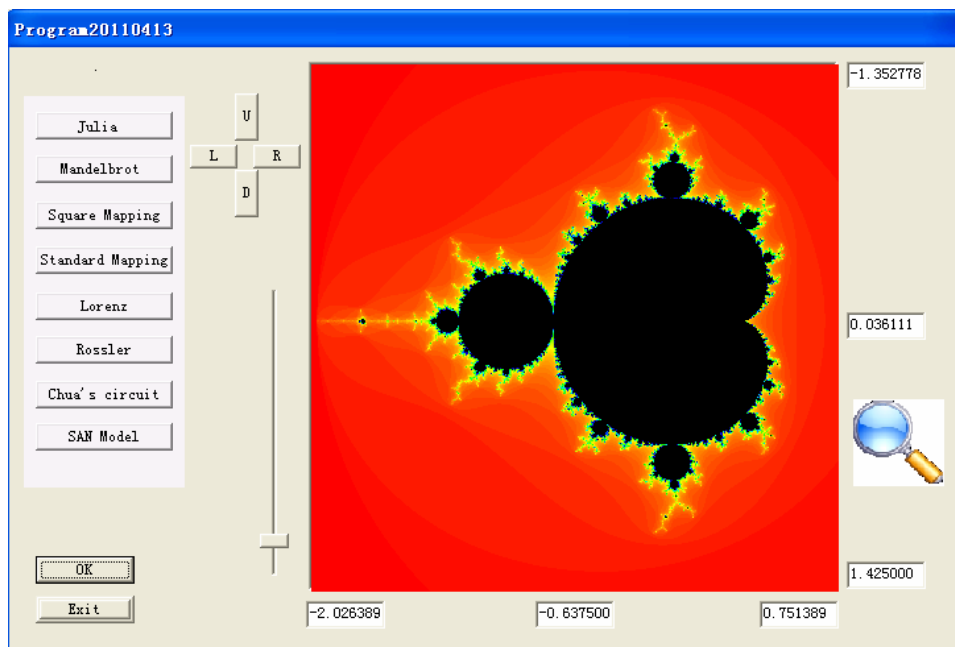 Program20110413
Julia
Mandelbrot
Square Mapping
Standard Mapping
Lorenz
Rossler
Chua's circuit
SAN Model
OK
Exit
U
L R
D
-1.352778
0.036111
1.425000
-2.026389 -0.637500 0.751389